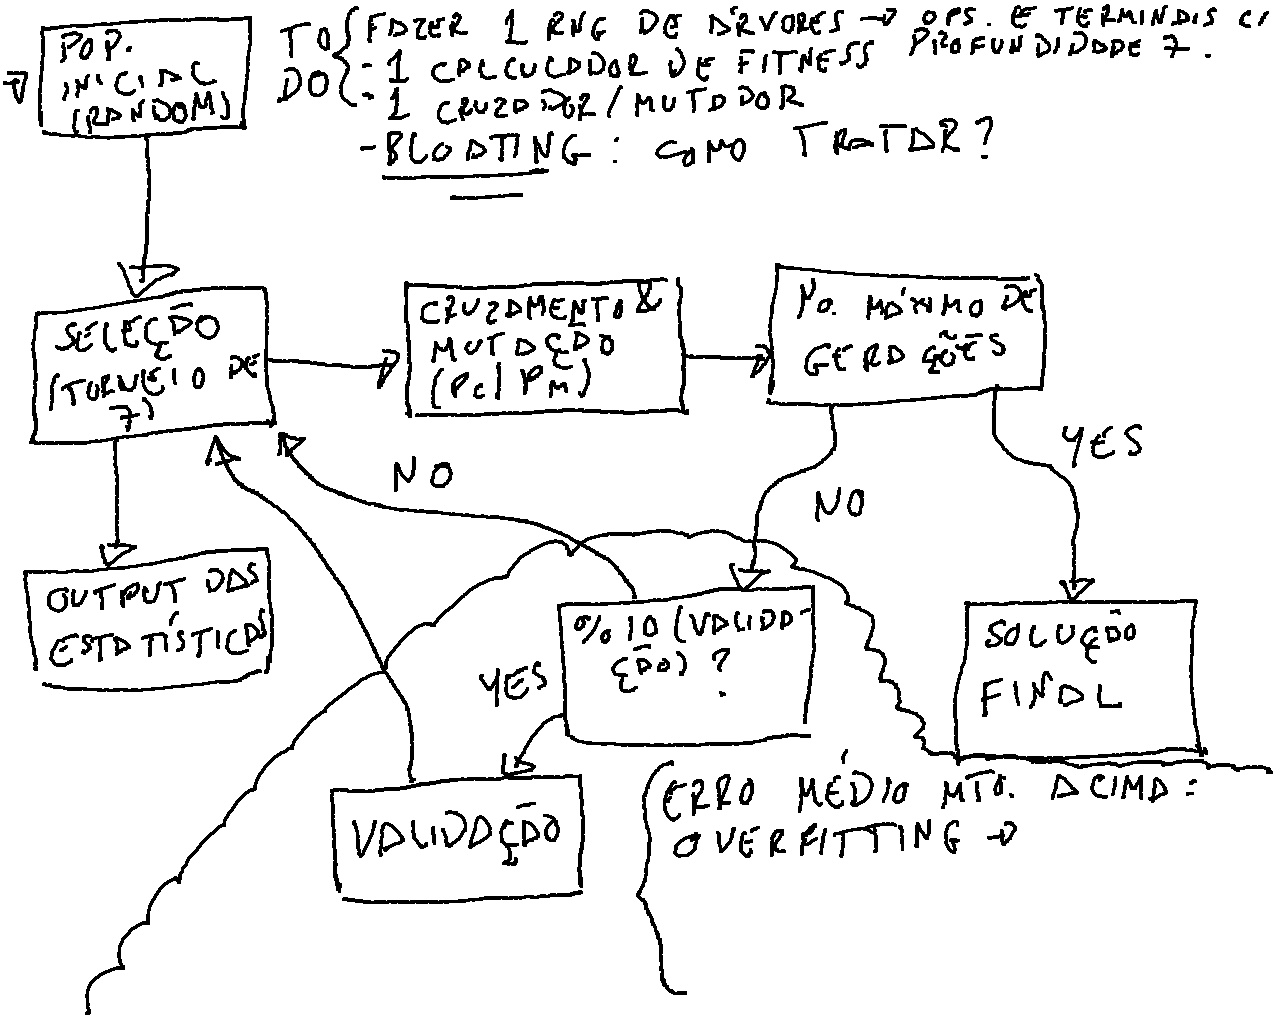 POP.
INICIAL
(RANDOM)
TO
DO
FAZER 1 RNG DE ÁRVORES → OPS. E TERMINAIS C/
PROFUNDIDADE 7.
- 1 CALCULADOR DE FITNESS
- 1 CRUZADOR/MUTADOR
- BLOATING: COMO TRATAR?
SELEÇÃO
(TORNEIO DE
7)
CRUZAMENTO &
MUTAÇÃO
(Pc | PM)
NO. MÁXIMO DE
GERAÇÕES
YES
NO
NO
OUTPUT DAS
ESTATÍSTICAS
% 10 (VALIDA-
ÇÃO) ?
YES
SOLUÇÃO
FINAL
VALIDAÇÃO
ERRO MÉDIO MTO. ACIMA:
OVERFITTING →